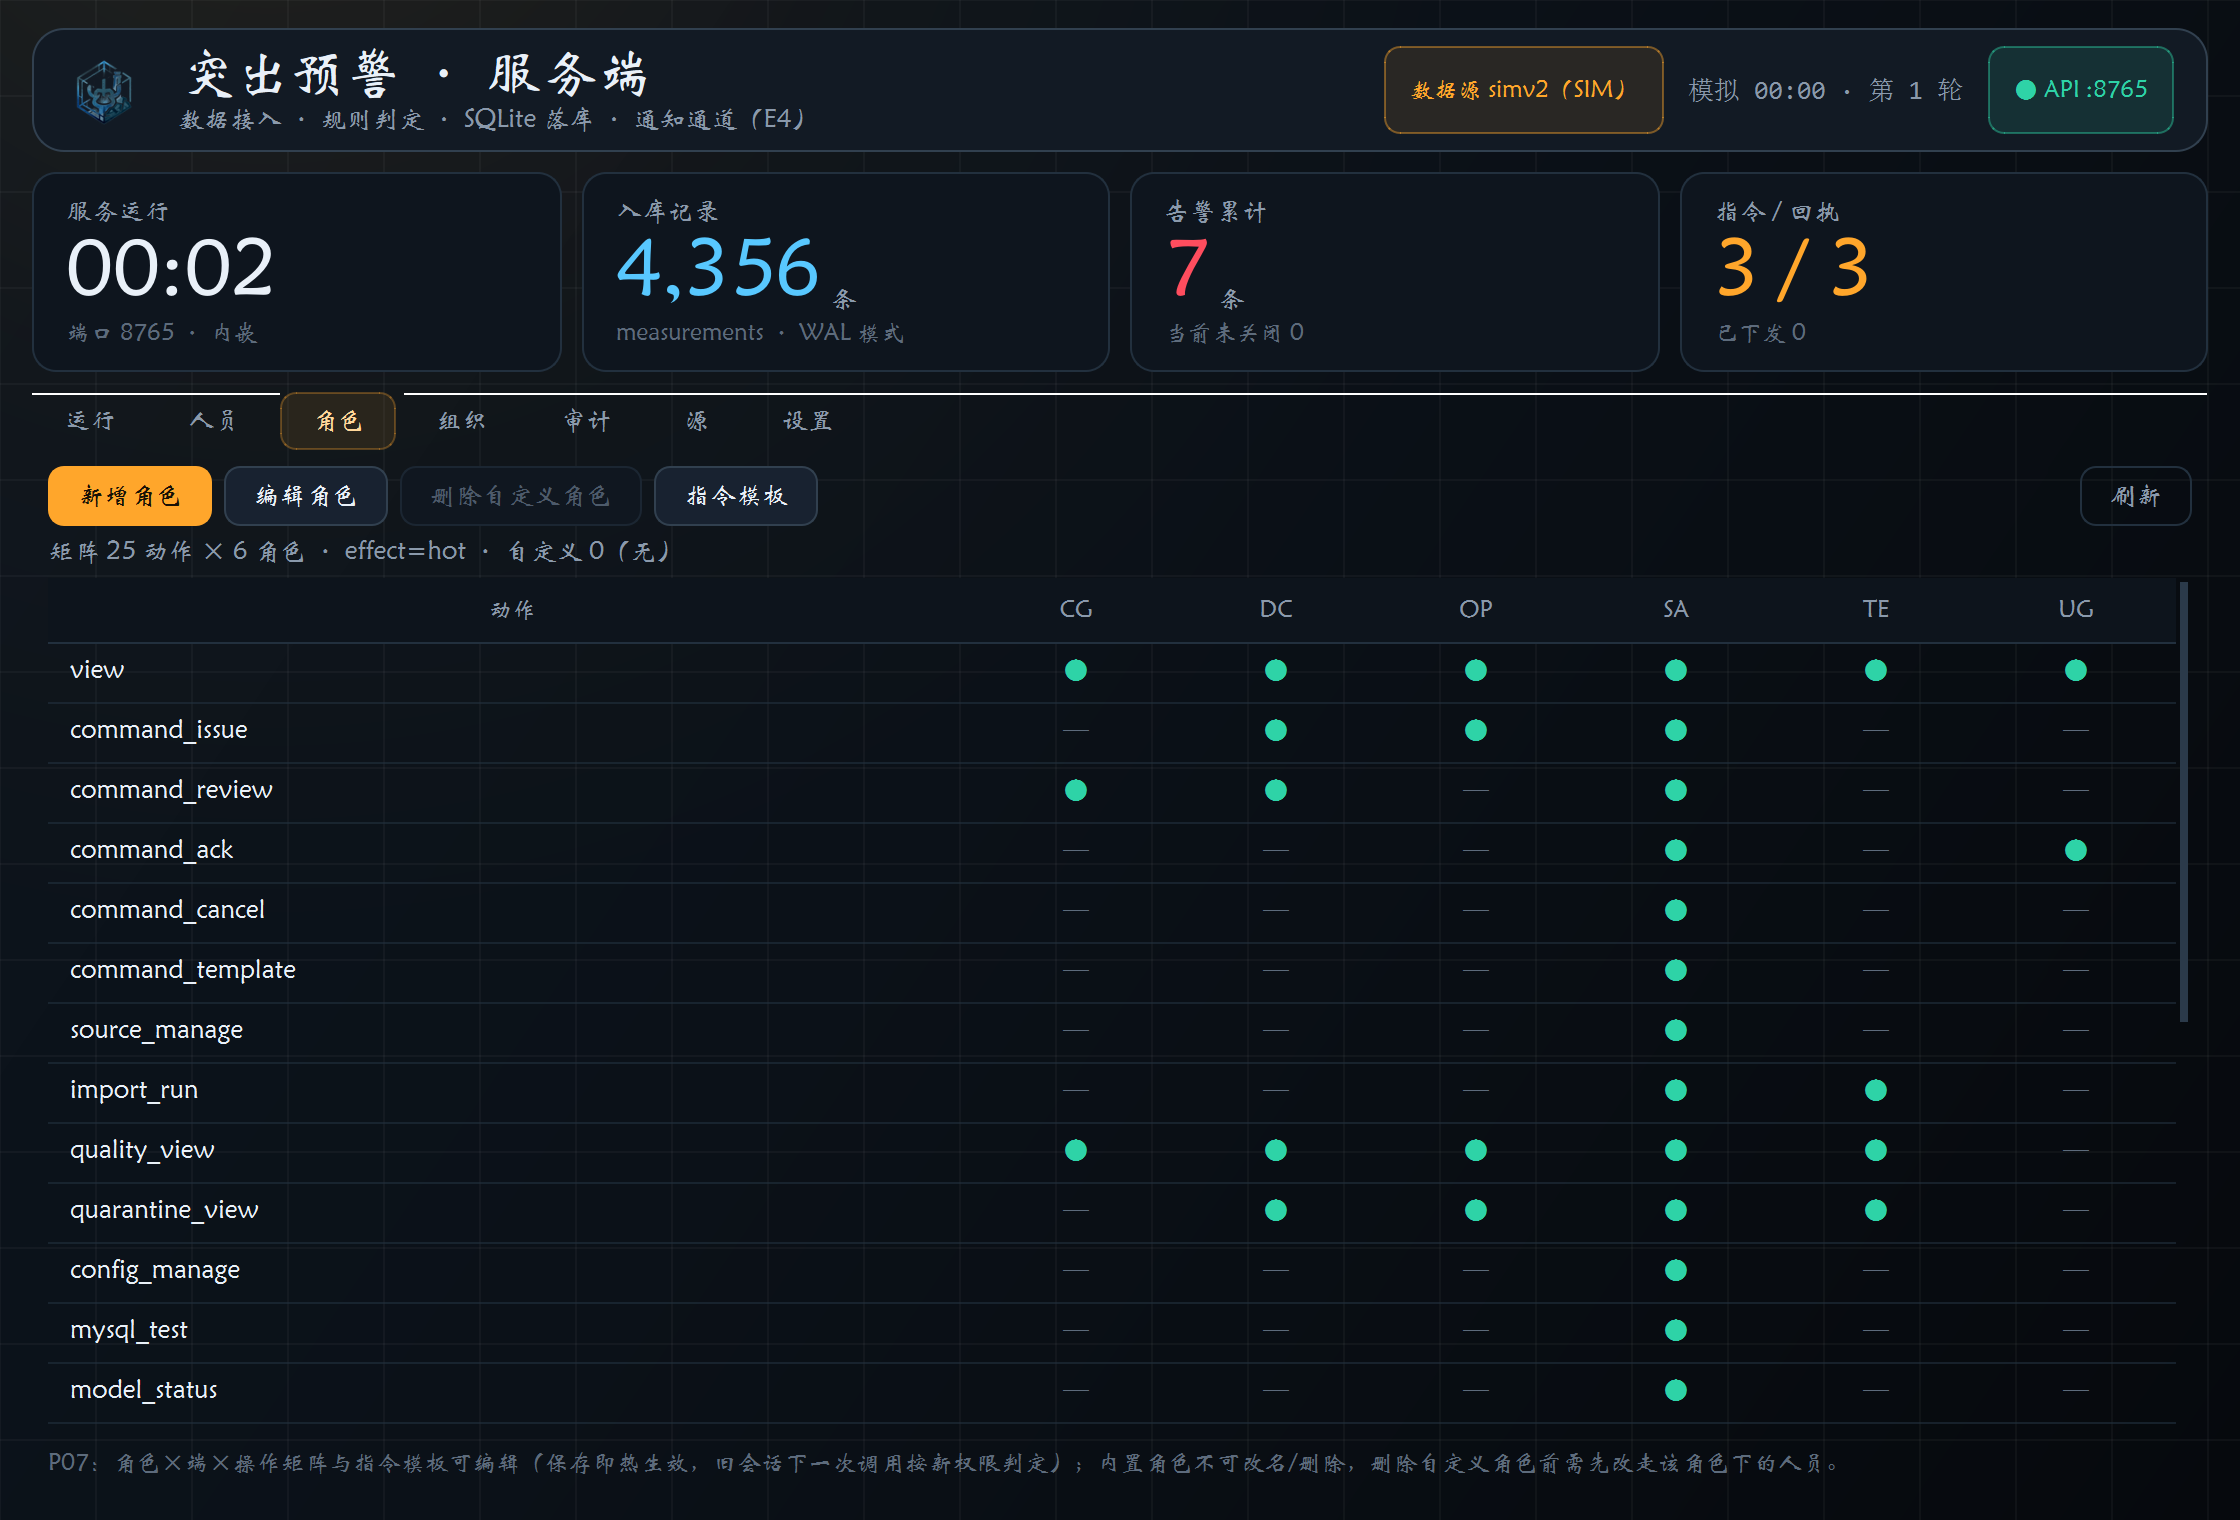 突出预警 · 服务端
数据接入 · 规则判定 · SQLite 落库 · 通知通道（E4）
数据源 simv2（SIM）
模拟 00:00 · 第 1 轮
● API :8765
服务运行
00:02
端口 8765 · 内嵌
入库记录
4,356 条
measurements · WAL 模式
告警累计
7 条
当前未关闭 0
指令 / 回执
3 / 3
已下发 0
运行 人员 角色 组织 审计 源 设置
新增角色 编辑角色 删除自定义角色 指令模板 刷新
矩阵 25 动作 × 6 角色 · effect=hot · 自定义 0（无）
动作 CG DC OP SA TE UG
view ● ● ● ● ● ●
command_issue — ● ● ● — —
command_review ● ● — ● — —
command_ack — — — ● — ●
command_cancel — — — ● — —
command_template — — — ● — —
source_manage — — — ● — —
import_run — — — ● ● —
quality_view ● ● ● ● ● —
quarantine_view — ● ● ● ● —
config_manage — — — ● — —
mysql_test — — — ● — —
model_status — — — ● — —
P07：角色×端×操作矩阵与指令模板可编辑（保存即热生效，旧会话下一次调用按新权限判定）；内置角色不可改名/删除，删除自定义角色前需先改走该角色下的人员。